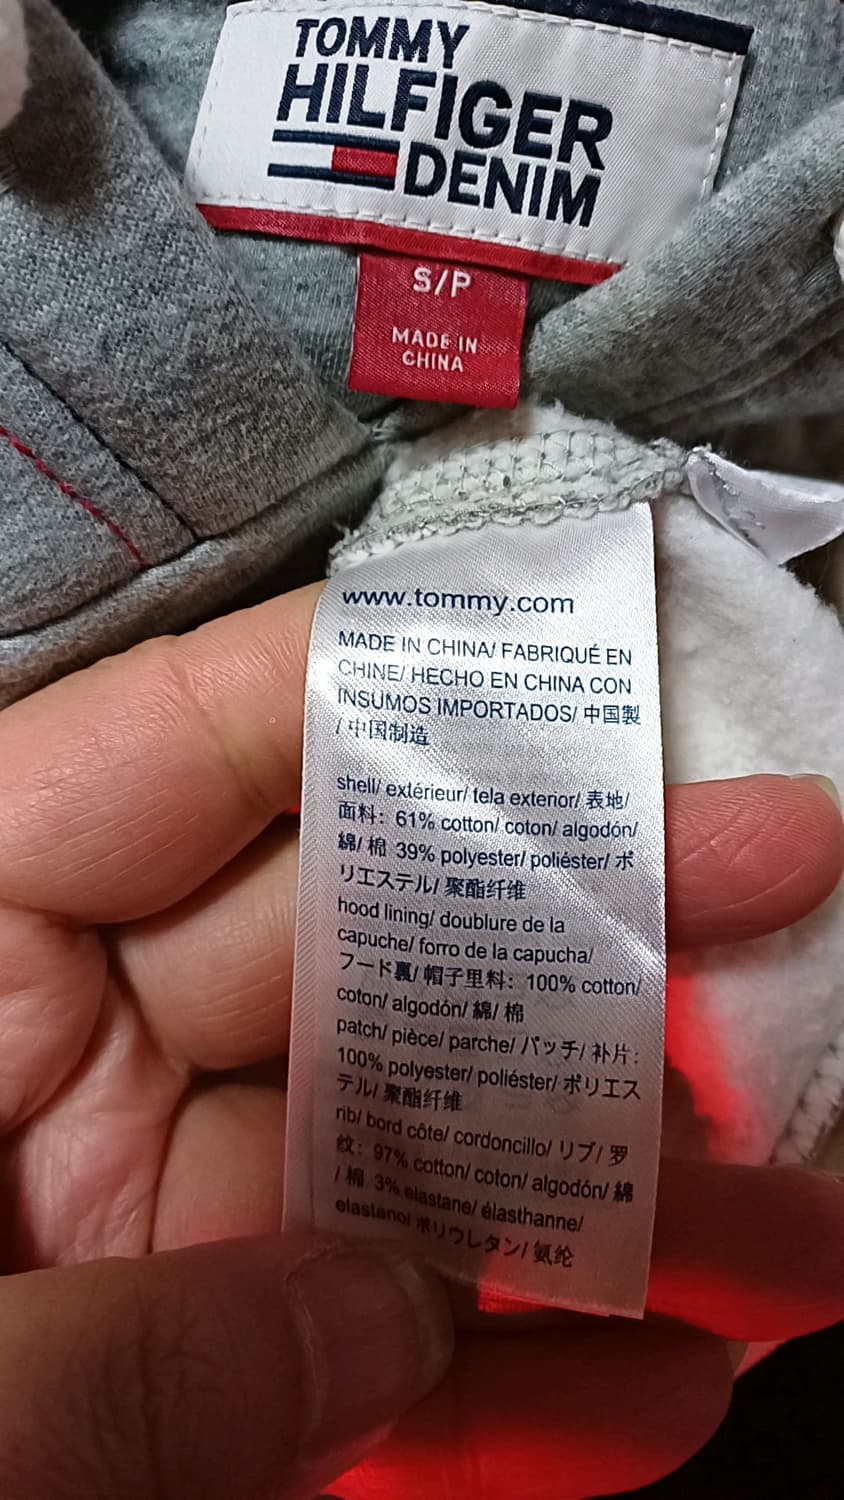 TOMMY
HILFIGER
DENIM
S/P
MADE IN
CHINA
www.tommy.com
MADE IN CHINA/ FABRIQUÉ EN
CHINE/ HECHO EN CHINA CON
INSUMOS IMPORTADOS/ 中国製
/ 中国制造
shell/ extérieur/ tela exterior/ 表地/
面料: 61% cotton/ coton/ algodón/
綿/ 棉 39% polyester/ poliéster/ ポ
リエステル/ 聚酯纤维
hood lining/ doublure de la
capuche/ forro de la capucha/
フード裏/ 帽子里料: 100% cotton/
coton/ algodón/ 綿/ 棉
patch/ pièce/ parche/ パッチ/ 补片:
100% polyester/ poliéster/ ポリエス
テル/ 聚酯纤维
rib/ bord côte/ cordoncillo/ リブ/ 罗
纹: 97% cotton/ coton/ algodón/ 綿
/ 棉 3% elastane/ élasthanne/
elastano/ ポリウレタン/ 氨纶